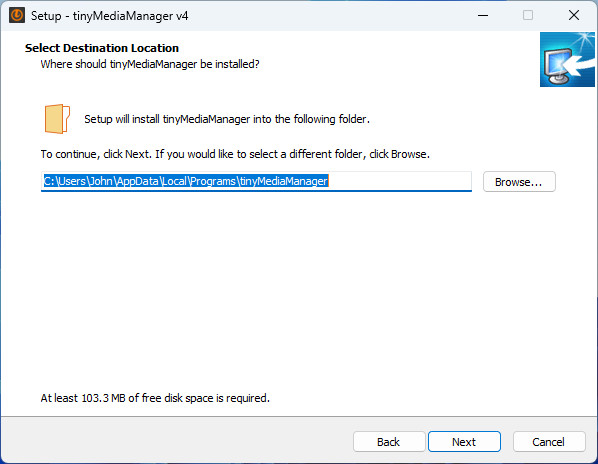 Setup - tinyMediaManager v4
Select Destination Location
Where should tinyMediaManager be installed?
Setup will install tinyMediaManager into the following folder.
To continue, click Next. If you would like to select a different folder, click Browse.
C:\Users\John\AppData\Local\Programs\tinyMediaManager
Browse...
At least 103.3 MB of free disk space is required.
Back Next Cancel